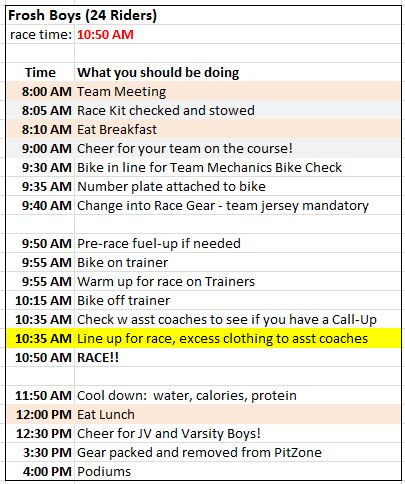 Frosh Boys (24 Riders)
race time: 10:50 AM
Time What you should be doing
8:00 AM Team Meeting
8:05 AM Race Kit checked and stowed
8:10 AM Eat Breakfast
9:00 AM Cheer for your team on the course!
9:30 AM Bike in line for Team Mechanics Bike Check
9:35 AM Number plate attached to bike
9:40 AM Change into Race Gear - team jersey mandatory
9:50 AM Pre-race fuel-up if needed
9:55 AM Bike on trainer
9:55 AM Warm up for race on Trainers
10:15 AM Bike off trainer
10:35 AM Check w asst coaches to see if you have a Call-Up
10:35 AM Line up for race, excess clothing to asst coaches
10:50 AM RACE!!
11:50 AM Cool down: water, calories, protein
12:00 PM Eat Lunch
12:30 PM Cheer for JV and Varsity Boys!
3:30 PM Gear packed and removed from PitZone
4:00 PM Podiums